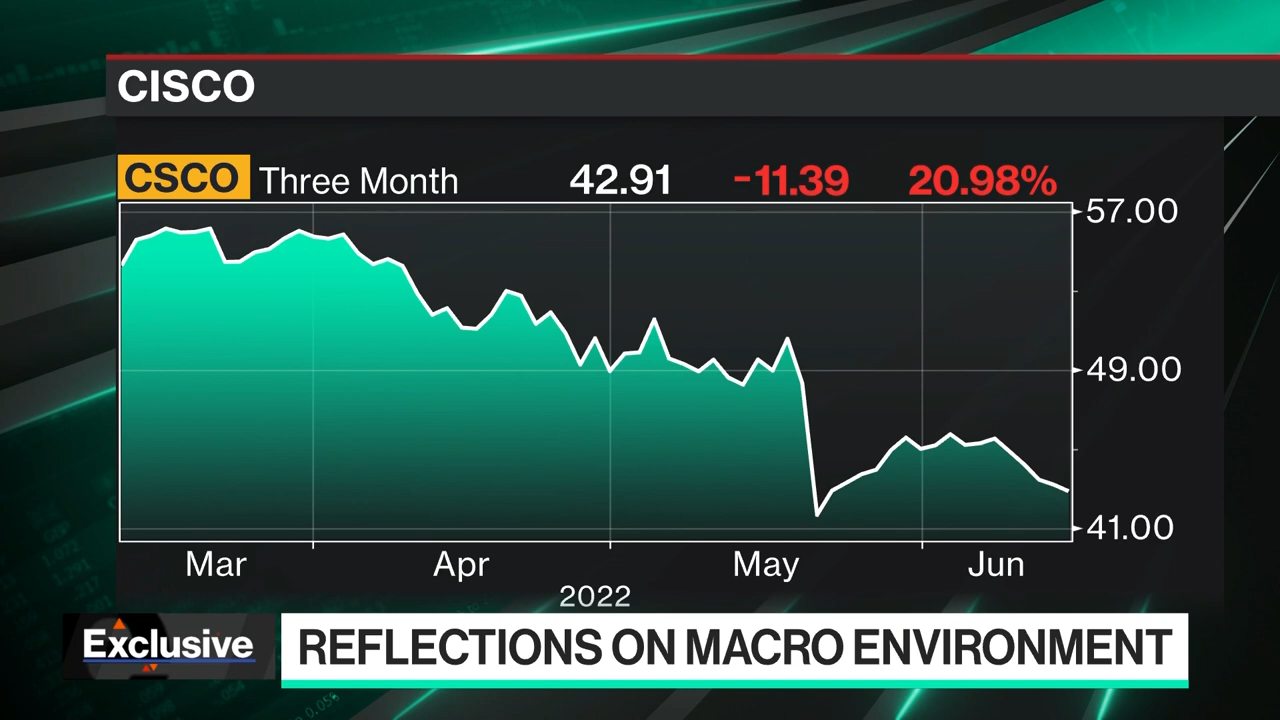 CISCO
CSCO Three Month 42.91 -11.39 20.98%
57.00
49.00
41.00
Mar Apr May Jun
2022
Exclusive
REFLECTIONS ON MACRO ENVIRONMENT